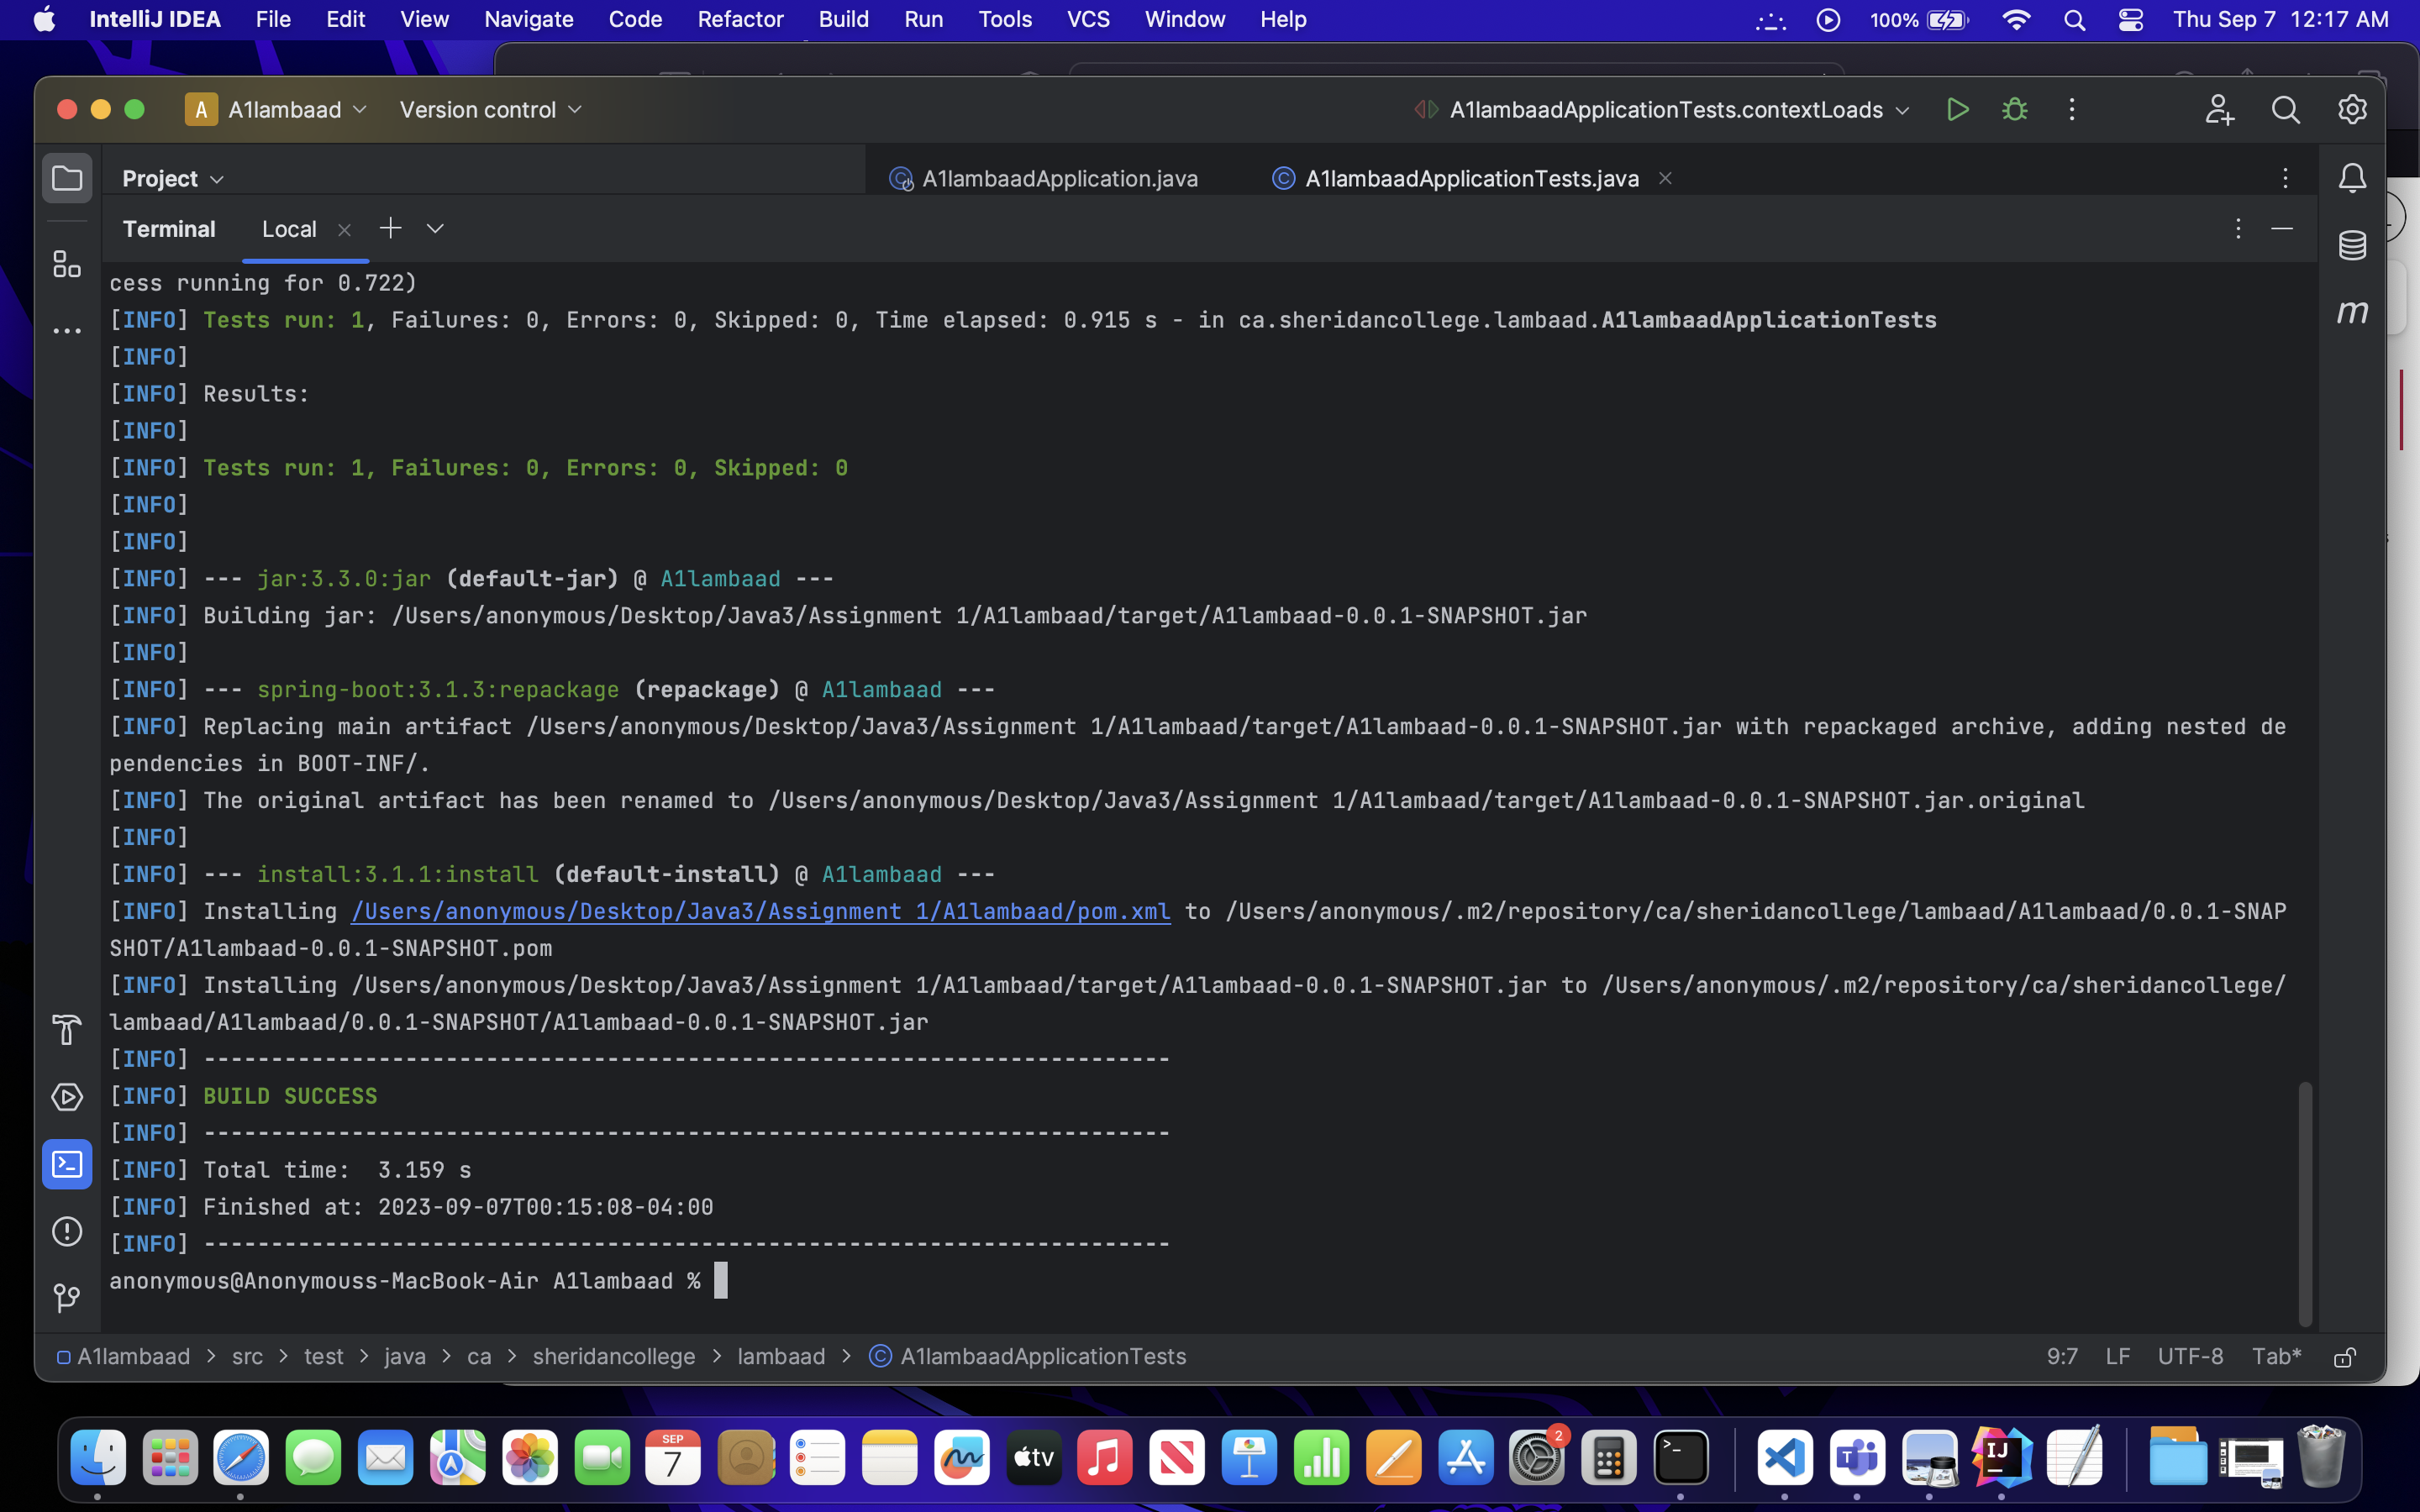 IntelliJ IDEA File Edit View Navigate Code Refactor Build Run Tools VCS Window Help 100% Thu Sep 7 12:17 AM
A A1lambaad Version control A1lambaadApplicationTests.contextLoads
Project A1lambaadApplication.java A1lambaadApplicationTests.java
Terminal Local
cess running for 0.722)
[INFO] Tests run: 1, Failures: 0, Errors: 0, Skipped: 0, Time elapsed: 0.915 s - in ca.sheridancollege.lambaad.A1lambaadApplicationTests
[INFO]
[INFO] Results:
[INFO]
[INFO] Tests run: 1, Failures: 0, Errors: 0, Skipped: 0
[INFO]
[INFO]
[INFO] --- jar:3.3.0:jar (default-jar) @ A1lambaad ---
[INFO] Building jar: /Users/anonymous/Desktop/Java3/Assignment 1/A1lambaad/target/A1lambaad-0.0.1-SNAPSHOT.jar
[INFO]
[INFO] --- spring-boot:3.1.3:repackage (repackage) @ A1lambaad ---
[INFO] Replacing main artifact /Users/anonymous/Desktop/Java3/Assignment 1/A1lambaad/target/A1lambaad-0.0.1-SNAPSHOT.jar with repackaged archive, adding nested de
pendencies in BOOT-INF/.
[INFO] The original artifact has been renamed to /Users/anonymous/Desktop/Java3/Assignment 1/A1lambaad/target/A1lambaad-0.0.1-SNAPSHOT.jar.original
[INFO]
[INFO] --- install:3.1.1:install (default-install) @ A1lambaad ---
[INFO] Installing /Users/anonymous/Desktop/Java3/Assignment 1/A1lambaad/pom.xml to /Users/anonymous/.m2/repository/ca/sheridancollege/lambaad/A1lambaad/0.0.1-SNAP
SHOT/A1lambaad-0.0.1-SNAPSHOT.pom
[INFO] Installing /Users/anonymous/Desktop/Java3/Assignment 1/A1lambaad/target/A1lambaad-0.0.1-SNAPSHOT.jar to /Users/anonymous/.m2/repository/ca/sheridancollege/
lambaad/A1lambaad/0.0.1-SNAPSHOT/A1lambaad-0.0.1-SNAPSHOT.jar
[INFO] ------------------------------------------------------------------------
[INFO] BUILD SUCCESS
[INFO] ------------------------------------------------------------------------
[INFO] Total time:  3.159 s
[INFO] Finished at: 2023-09-07T00:15:08-04:00
[INFO] ------------------------------------------------------------------------
anonymous@Anonymouss-MacBook-Air A1lambaad %
A1lambaad > src > test > java > ca > sheridancollege > lambaad > A1lambaadApplicationTests 9:7 LF UTF-8 Tab*
SEP
7
tv
2
IJ